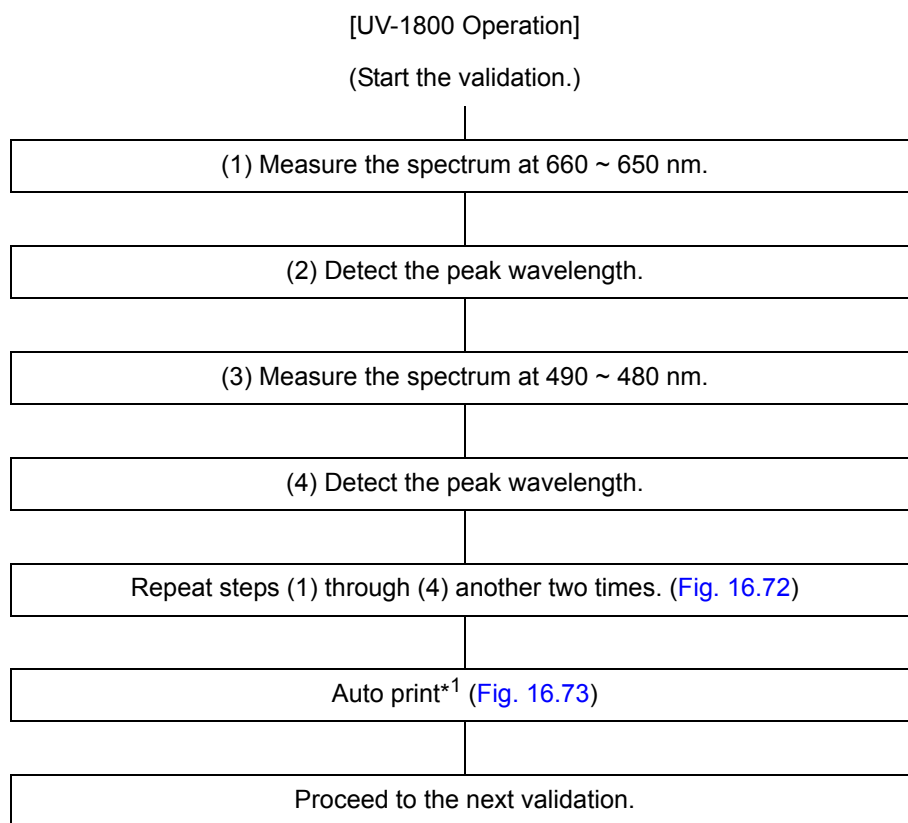 [UV-1800 Operation]
(Start the validation.)
(1) Measure the spectrum at 660 ~ 650 nm.
(2) Detect the peak wavelength.
(3) Measure the spectrum at 490 ~ 480 nm.
(4) Detect the peak wavelength.
Repeat steps (1) through (4) another two times. (Fig. 16.72)
Auto print*1 (Fig. 16.73)
Proceed to the next validation.